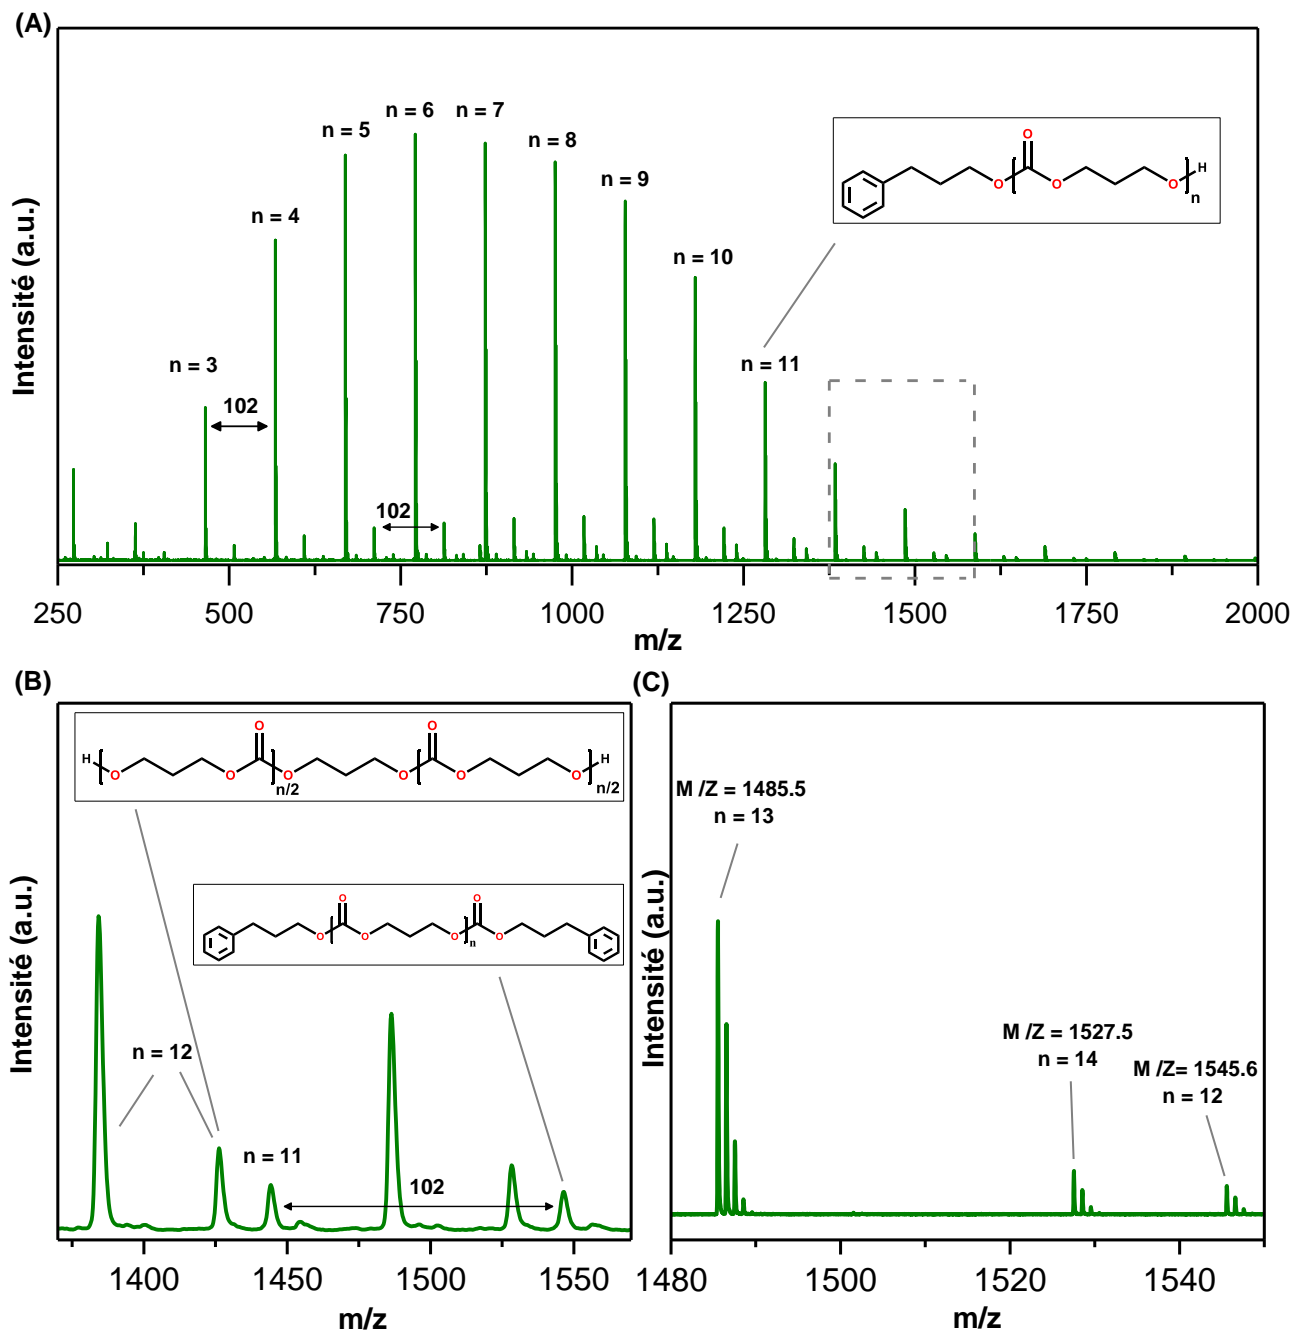 (A)
Intensité (a.u.)
n = 3
n = 4
n = 5
n = 6
n = 7
n = 8
n = 9
n = 10
n = 11
102
102
O
O
O
O
H
n
250
500
750
1000
1250
1500
1750
2000
m/z
(B)
Intensité (a.u.)
H
O
O
O
n/2
O
O
O
O
O
H
n/2
O
O
O
O
n
O
O
n = 12
n = 11
102
1400
1450
1500
1550
m/z
(C)
Intensité (a.u.)
M /Z = 1485.5
n = 13
M /Z = 1527.5
n = 14
M /Z= 1545.6
n = 12
1480
1500
1520
1540
m/z